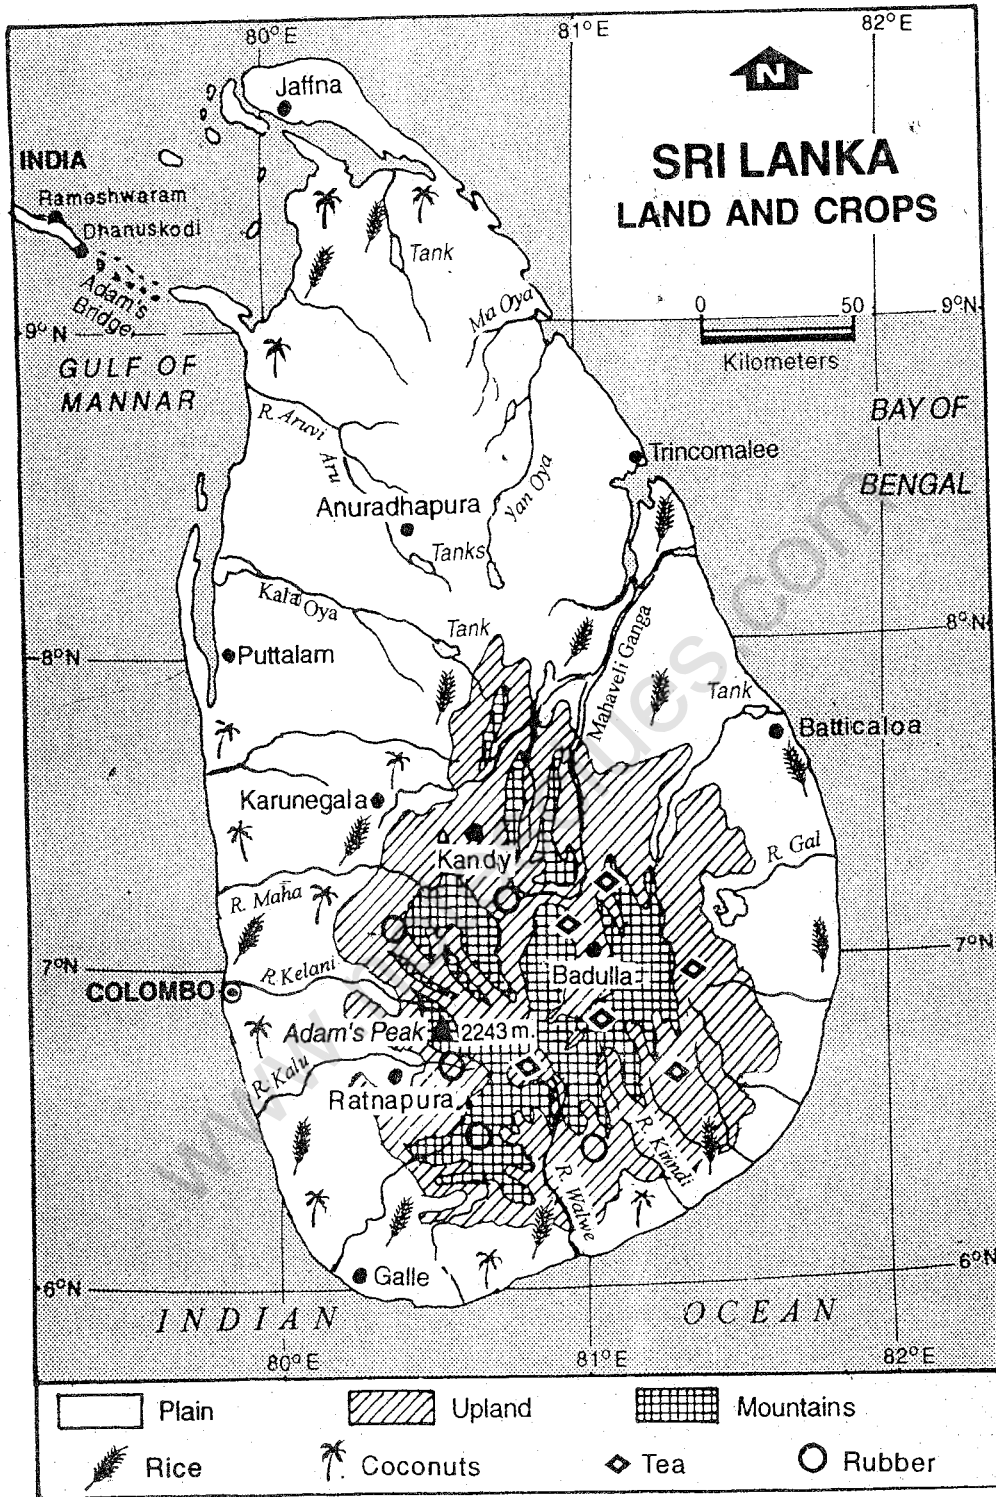 80°E
81°E
82°E
N
SRI LANKA
LAND AND CROPS
Jaffna
INDIA
Rameshwaram
Dhanuskodi
Adam's
Bridge
Tank
Ma Oya
0 50
Kilometers
9°N
9°N
GULF OF
MANNAR
R. Aruvi
Aru
BAY OF
BENGAL
Trincomalee
Anuradhapura
Yan Oya
Tanks
Kala Oya
Tank
8°N
8°N
Puttalam
Mahaveli Ganga
Tank
Batticaloa
Karunegala
Kandy
R. Gal
R. Maha
7°N
7°N
R. Kelani
COLOMBO
Badulla
Adam's Peak
2243 m.
R. Kalu
Ratnapura
R. Kirindi
R. Walwe
Galle
6°N
6°N
INDIAN
OCEAN
80°E
81°E
82°E
Plain
Upland
Mountains
Rice
Coconuts
Tea
Rubber